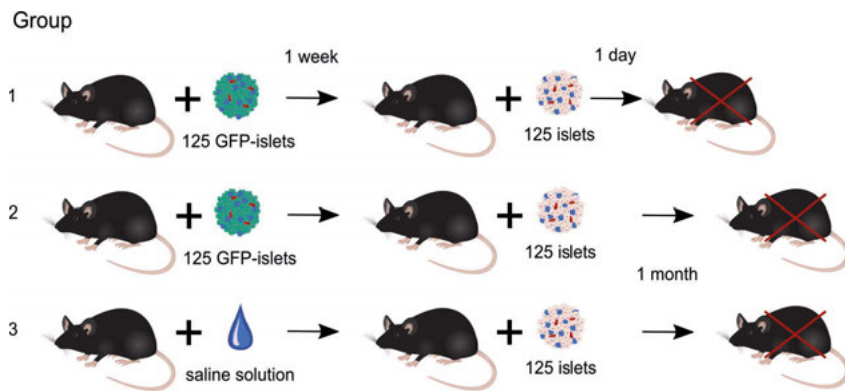 Group
1 week
1 day
1
125 GFP-islets
125 islets
2
125 GFP-islets
125 islets
1 month
3
saline solution
125 islets